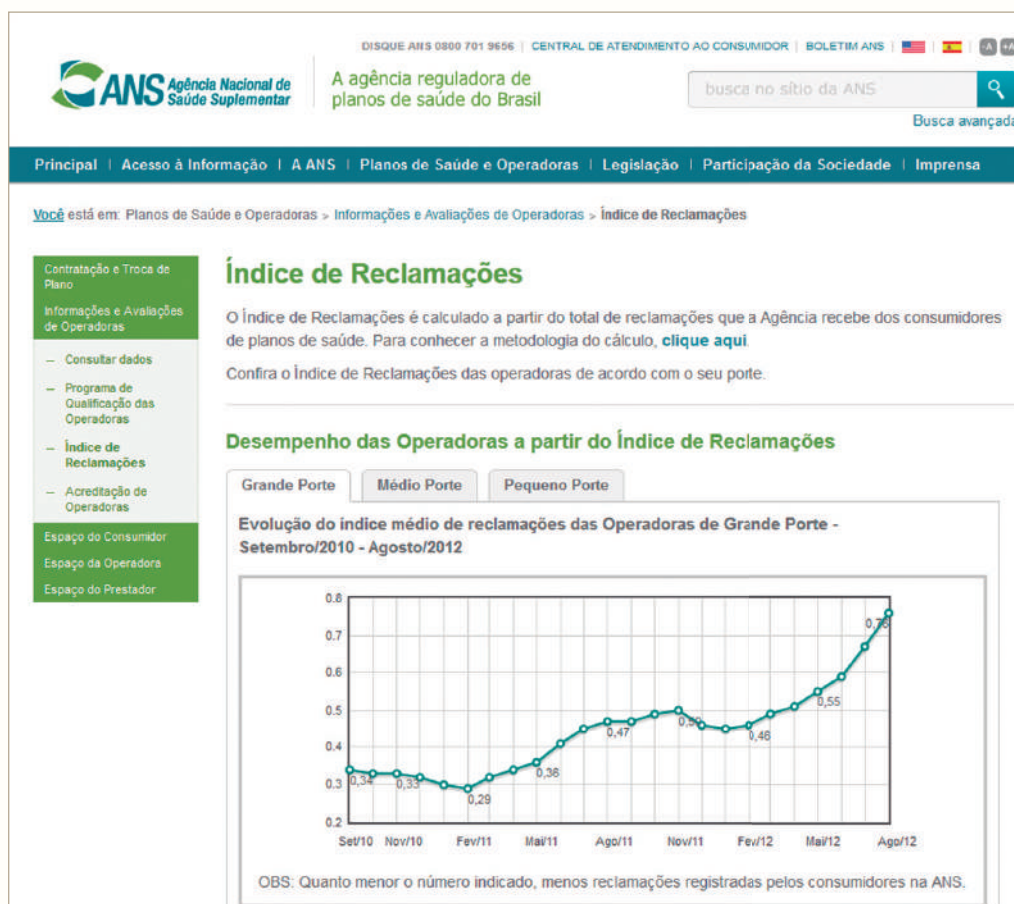 DISQUE ANS 0800 701 9656 | CENTRAL DE ATENDIMENTO AO CONSUMIDOR | BOLETIM ANS | -A +A
ANS Agência Nacional de Saúde Suplementar
A agência reguladora de
planos de saúde do Brasil
busca no sítio da ANS
Busca avançada
Principal | Acesso à Informação | A ANS | Planos de Saúde e Operadoras | Legislação | Participação da Sociedade | Imprensa
Você está em: Planos de Saúde e Operadoras > Informações e Avaliações de Operadoras > Índice de Reclamações
Contratação e Troca de
Plano
Informações e Avaliações
de Operadoras
– Consultar dados
– Programa de
Qualificação das
Operadoras
– Índice de
Reclamações
– Acreditação de
Operadoras
Espaço do Consumidor
Espaço da Operadora
Espaço do Prestador
Índice de Reclamações
O Índice de Reclamações é calculado a partir do total de reclamações que a Agência recebe dos consumidores
de planos de saúde. Para conhecer a metodologia do cálculo, clique aqui.
Confira o Índice de Reclamações das operadoras de acordo com o seu porte.
Desempenho das Operadoras a partir do Índice de Reclamações
Grande Porte Médio Porte Pequeno Porte
Evolução do índice médio de reclamações das Operadoras de Grande Porte -
Setembro/2010 - Agosto/2012
0.8
0.7
0.6
0.5
0.4
0.3
0.2
0,34 0,33 0,29 0,36 0,47 0,46 0,55
Set/10 Nov/10 Fev/11 Mai/11 Ago/11 Nov/11 Fev/12 Mai/12 Ago/12
OBS: Quanto menor o número indicado, menos reclamações registradas pelos consumidores na ANS.